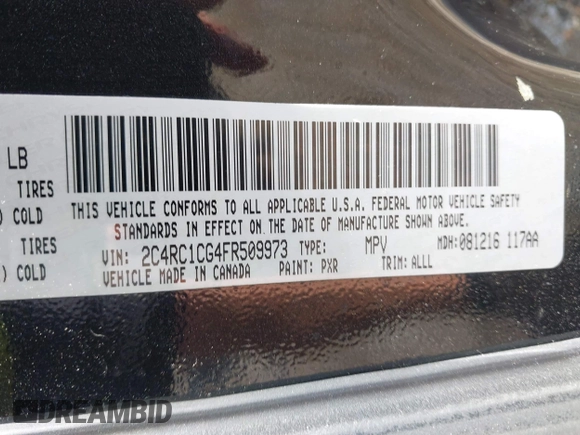 LB
TIRES
) COLD
TIRES
) COLD
THIS VEHICLE CONFORMS TO ALL APPLICABLE U.S.A. FEDERAL MOTOR VEHICLE SAFETY
STANDARDS IN EFFECT ON THE DATE OF MANUFACTURE SHOWN ABOVE.
VIN: 2C4RC1CG4FR509973 TYPE: MPV MDH: 081216 117AA
VEHICLE MADE IN CANADA PAINT: PXR TRIM: ALLL
DREAMBID